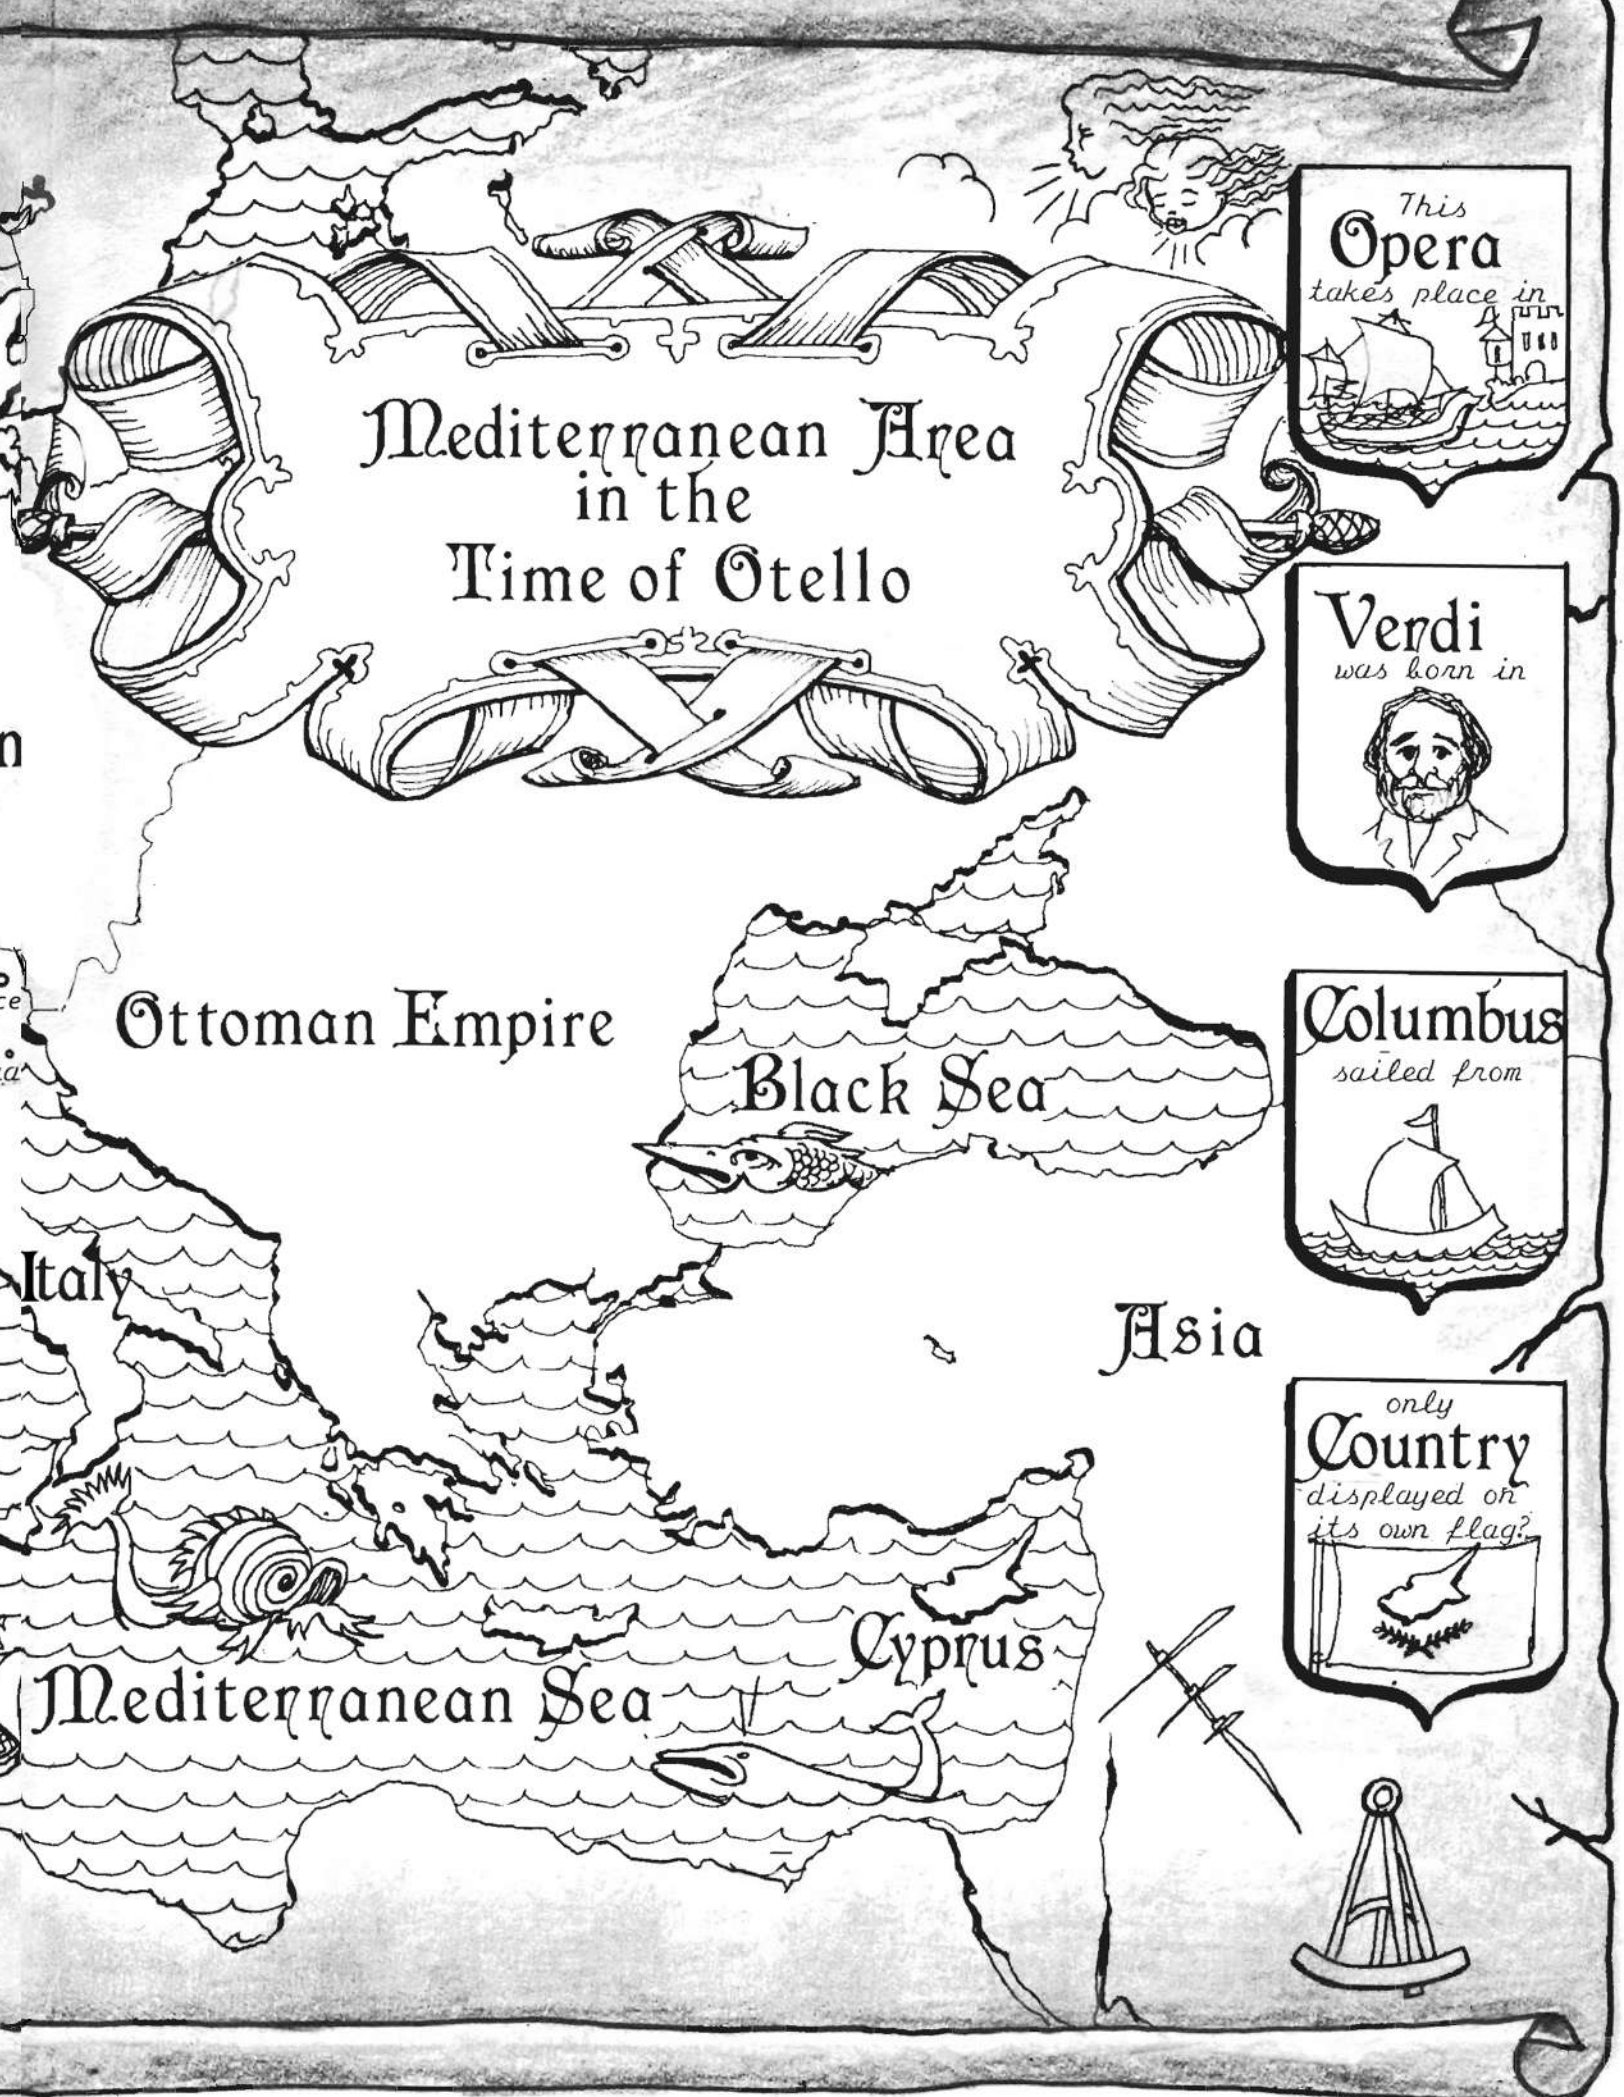 Mediterranean Area
in the
Time of Otello
This
Opera
takes place in
Verdi
was born in
Ottoman Empire
Black Sea
Columbus
sailed from
Italy
Asia
only
Country
displayed on
its own flag?
Cyprus
Mediterranean Sea